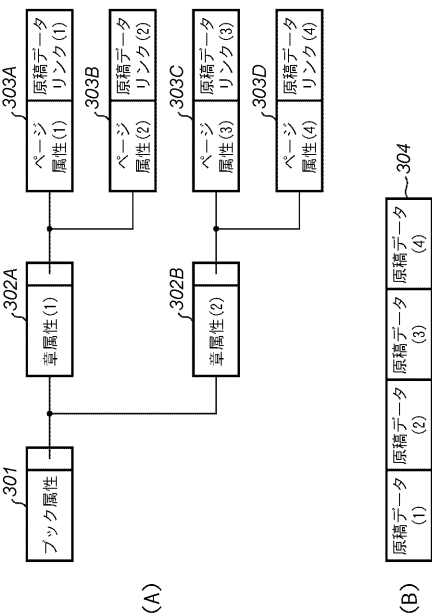 (A)
301
ブック属性
302A
章属性(1)
302B
章属性(2)
303A
ページ
属性(1)
原稿データ
リンク(1)
303B
ページ
属性(2)
原稿データ
リンク(2)
303C
ページ
属性(3)
原稿データ
リンク(3)
303D
ページ
属性(4)
原稿データ
リンク(4)
(B)
304
原稿データ
(1)
原稿データ
(2)
原稿データ
(3)
原稿データ
(4)